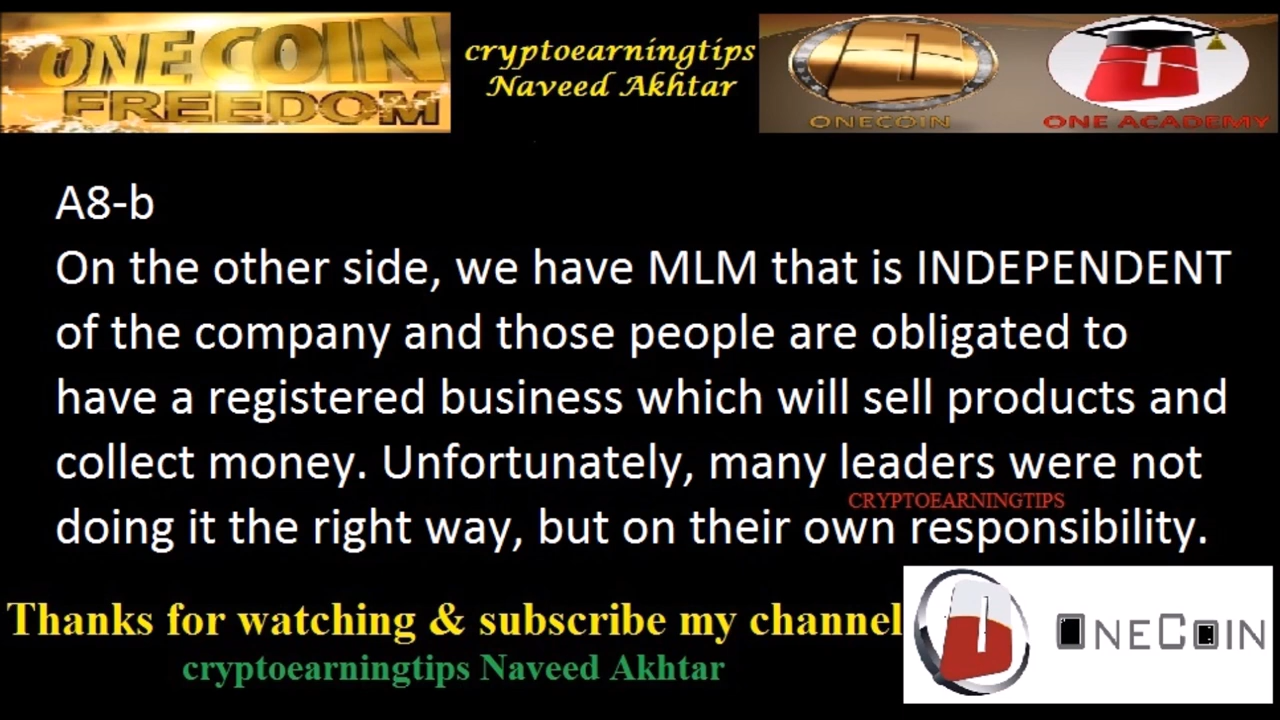 ONE COIN
FREEDOM
cryptoearningtips
Naveed Akhtar
ONECOIN
ONE ACADEMY
A8-b
On the other side, we have MLM that is INDEPENDENT
of the company and those people are obligated to
have a registered business which will sell products and
collect money. Unfortunately, many leaders were not
CRYPTOEARNINGTIPS
doing it the right way, but on their own responsibility.
Thanks for watching & subscribe my channel
cryptoearningtips Naveed Akhtar
ONECOIN